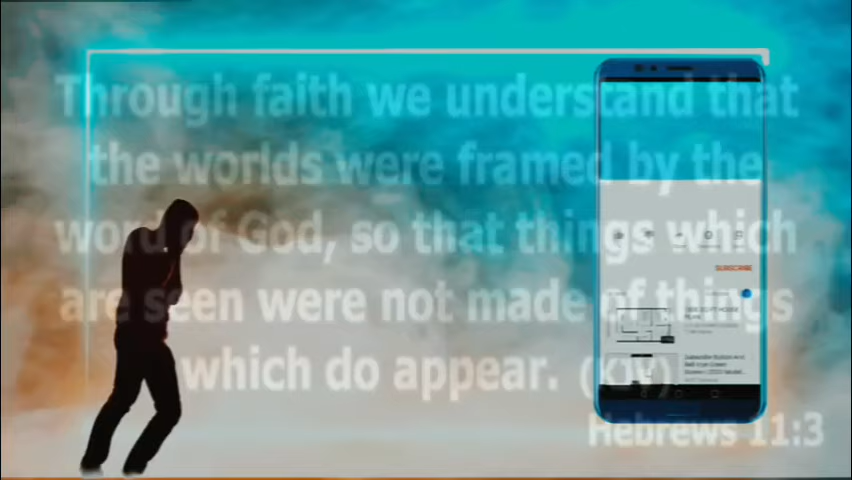 Through faith we understand that
the worlds were framed by the
word of God, so that things which
are seen were not made of things
which do appear. (KJV)
Hebrews 11:3
SUBSCRIBE